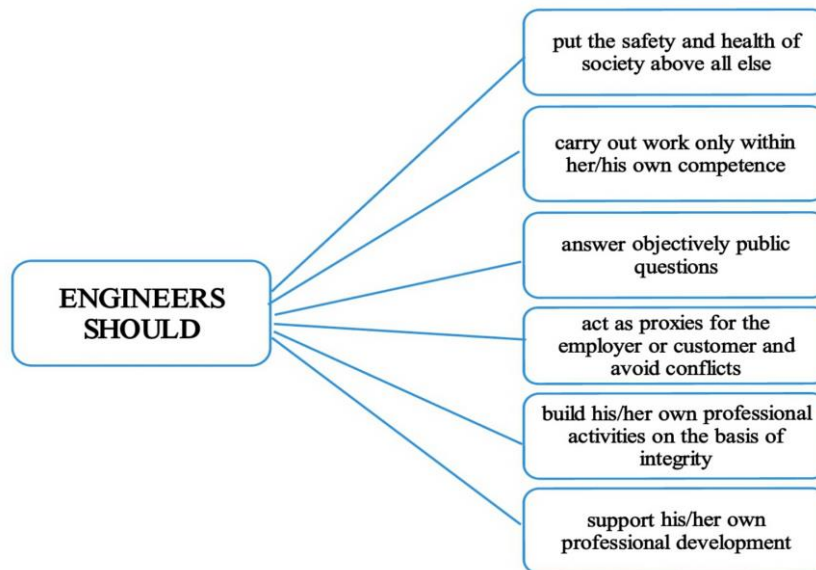 ENGINEERS
SHOULD
put the safety and health of
society above all else
carry out work only within
her/his own competence
answer objectively public
questions
act as proxies for the
employer or customer and
avoid conflicts
build his/her own professional
activities on the basis of
integrity
support his/her own
professional development